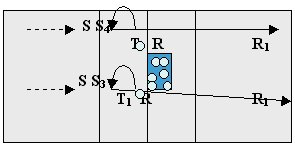 S S₄ T R R₁
S S₃ T₁ R R₁